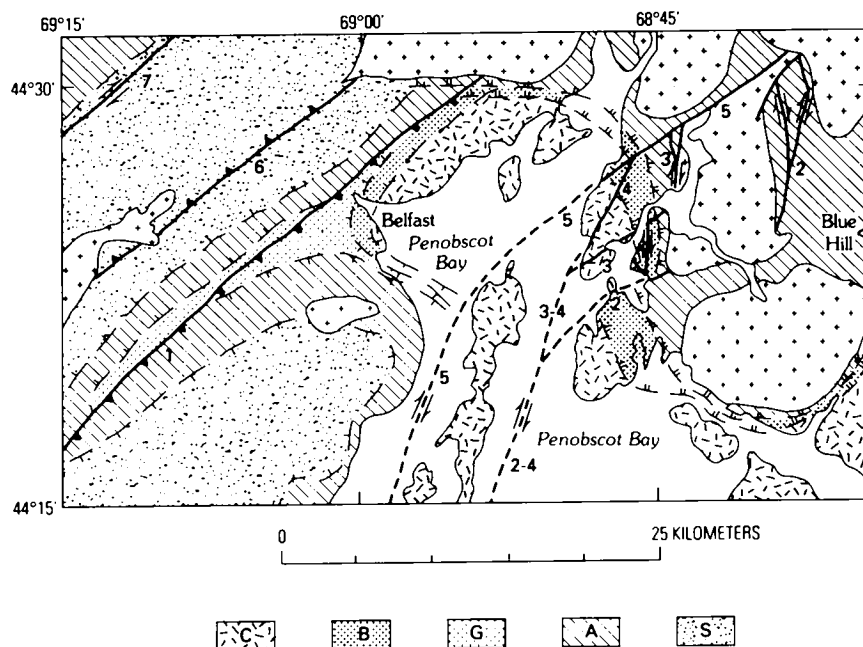 69°15' 69°00' 68°45'
44°30'
7
5
3
2
6
4
Belfast
Blue
Penobscot
5
Hill
Bay
3
3-4
1
5
Penobscot Bay
2-4
44°15'
0 25 KILOMETERS
C B G A S